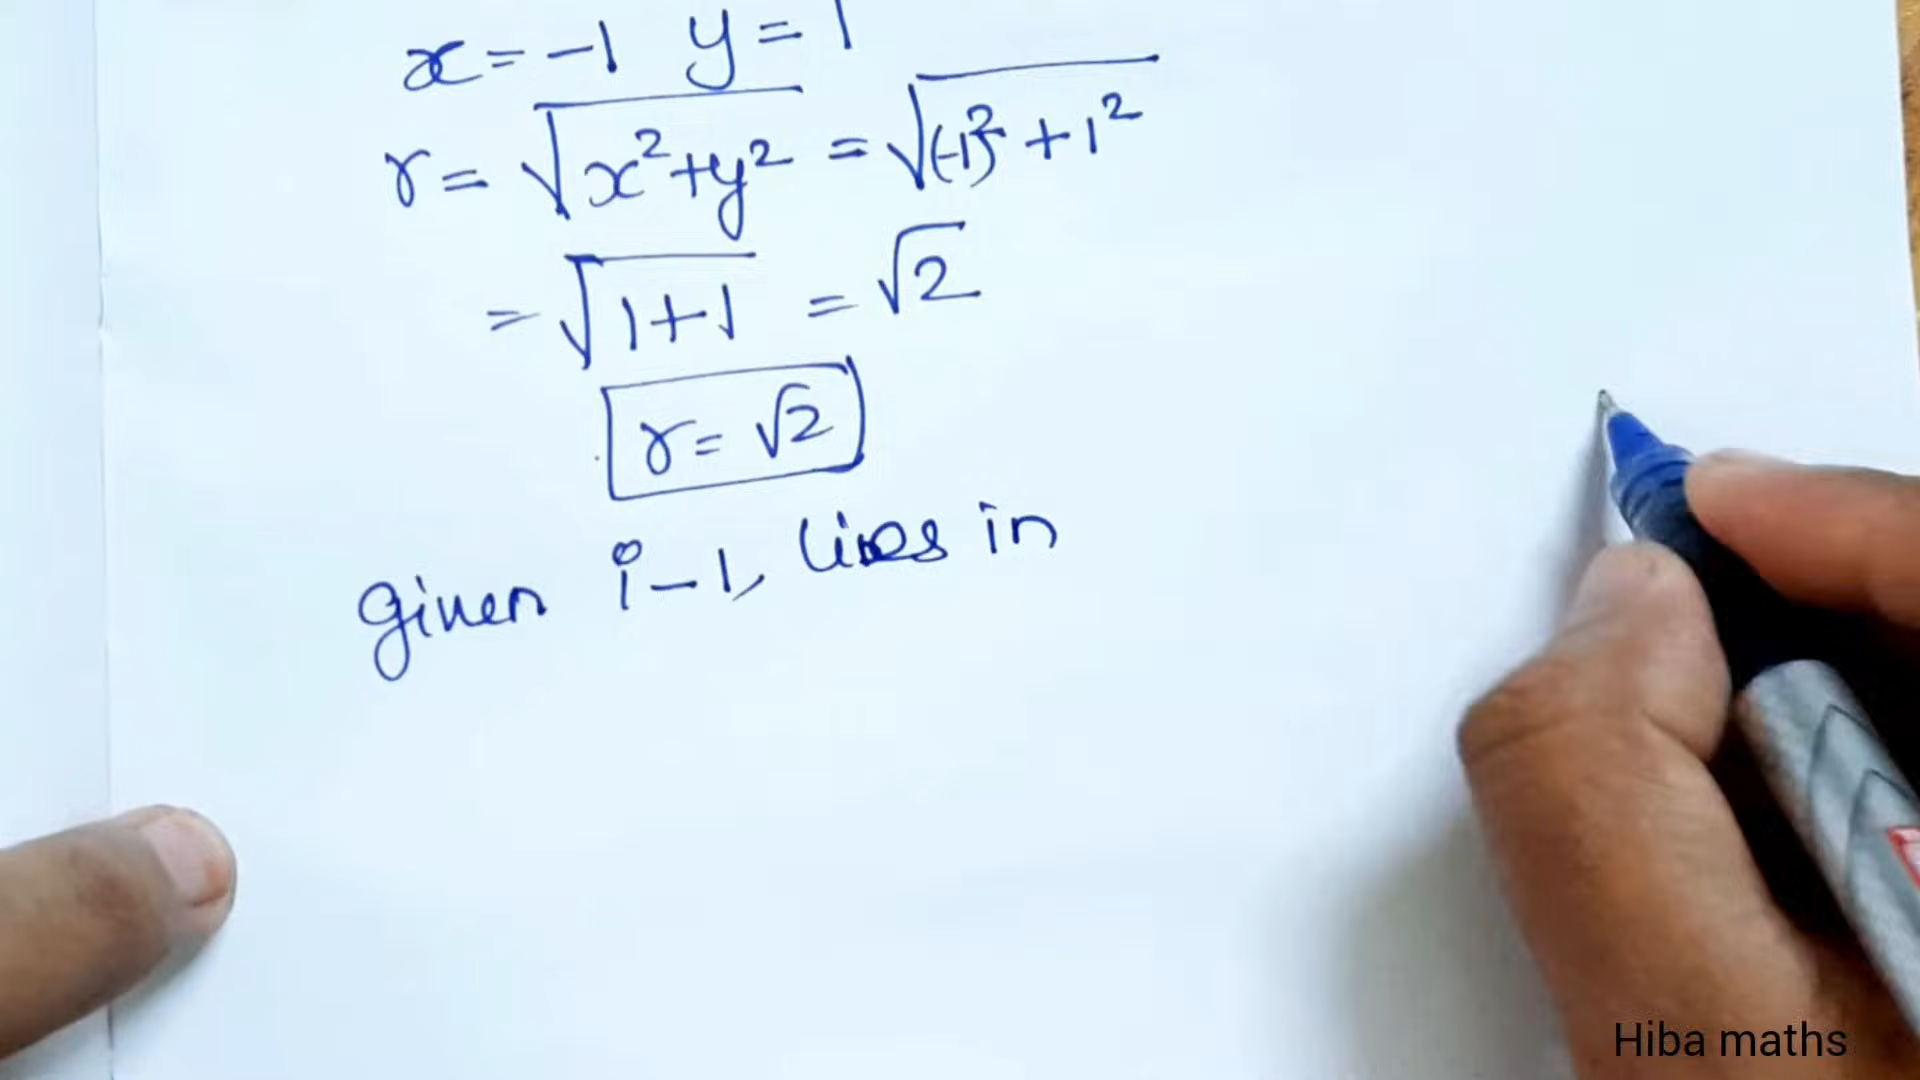 x = -1 y = 1
r = √x²+y² = √(-1)² + 1²
= √1+1 = √2
r = √2
given i-1, lies in
Hiba maths